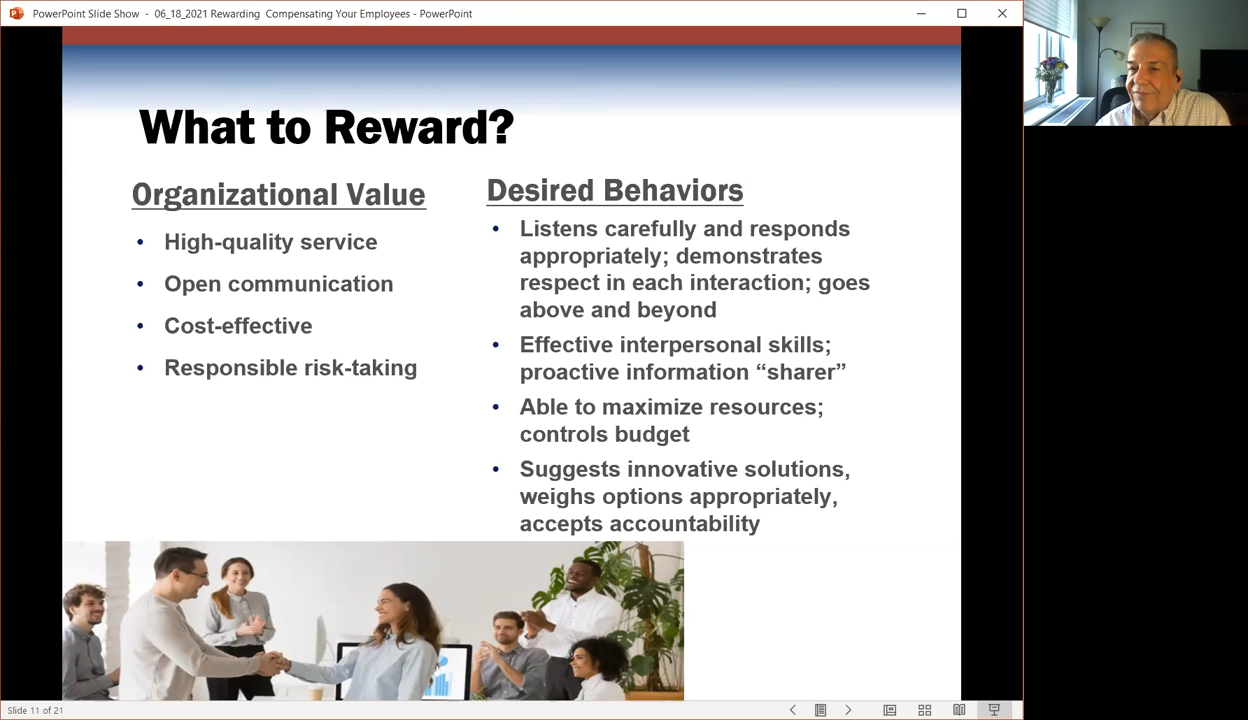 PowerPoint Slide Show - 06_18_2021 Rewarding Compensating Your Employees - PowerPoint
What to Reward?
Organizational Value
• High-quality service
• Open communication
• Cost-effective
• Responsible risk-taking
Desired Behaviors
• Listens carefully and responds
appropriately; demonstrates
respect in each interaction; goes
above and beyond
• Effective interpersonal skills;
proactive information “sharer”
• Able to maximize resources;
controls budget
• Suggests innovative solutions,
weighs options appropriately,
accepts accountability
Slide 11 of 21